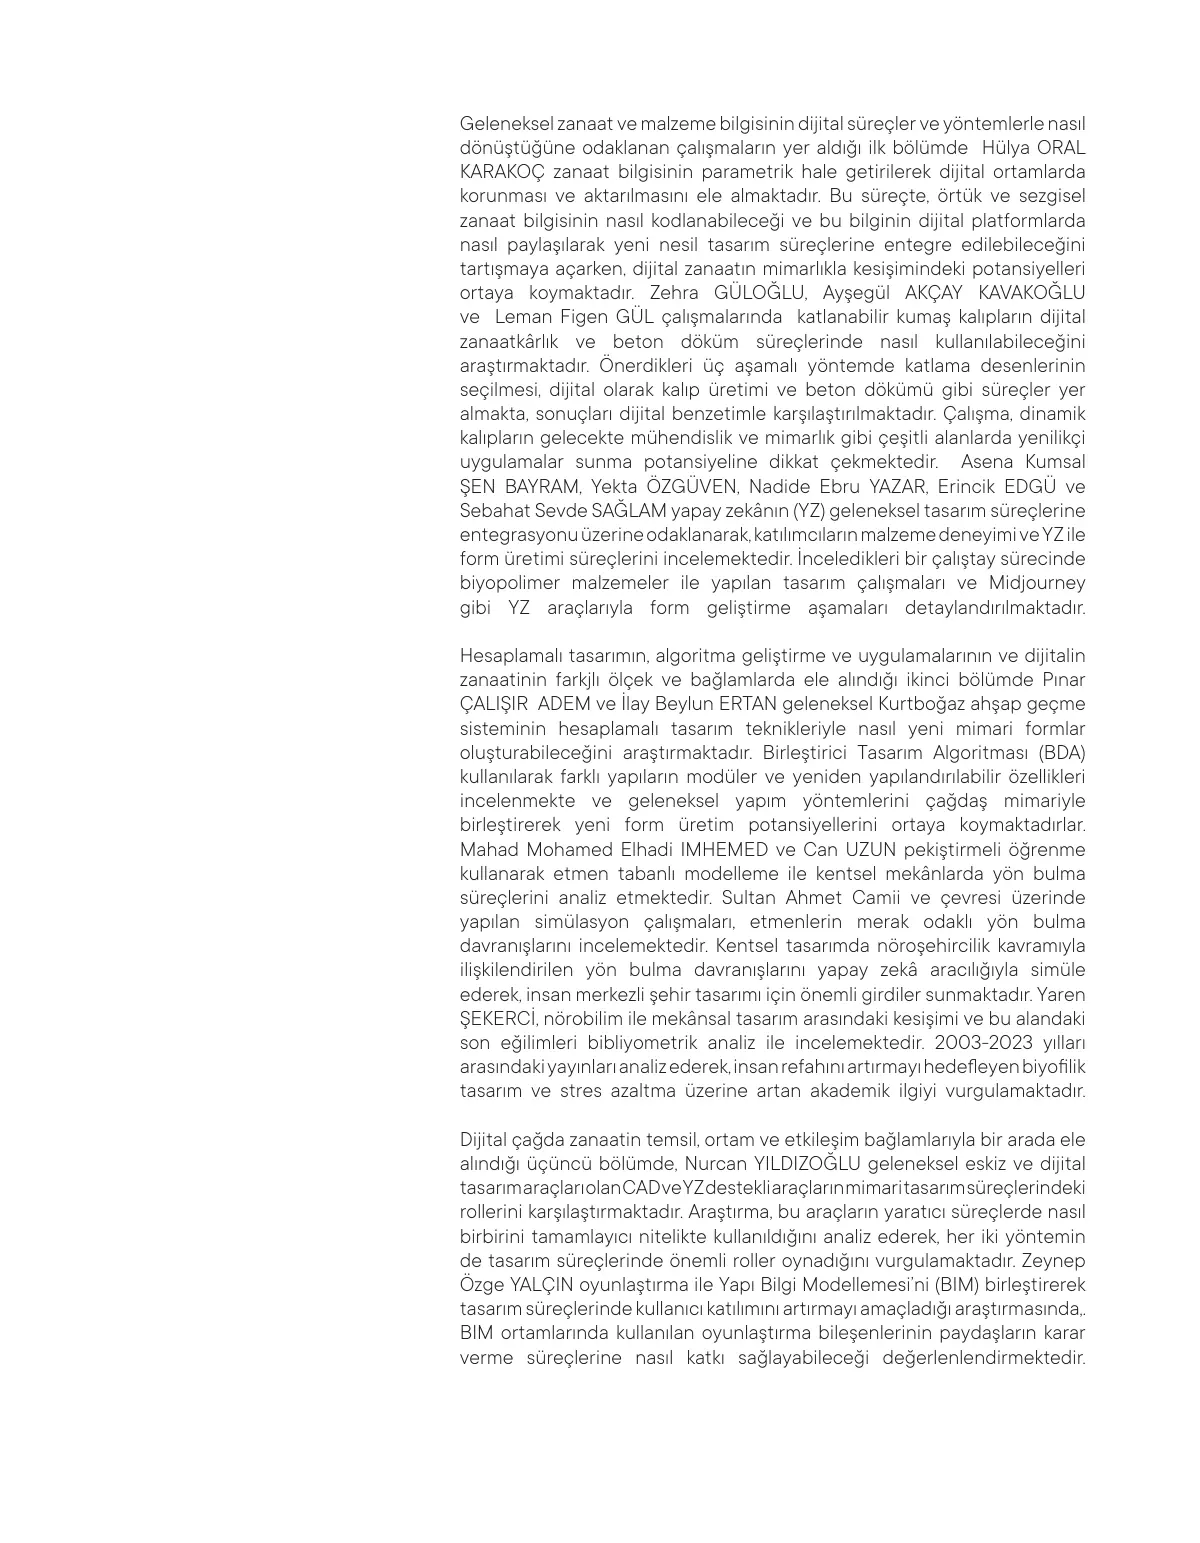 Geleneksel zanaat ve malzeme bilgisinin dijital süreçler ve yöntemlerle nasıl
dönüştüğüne odaklanan çalışmaların yer aldığı ilk bölümde  Hülya ORAL
KARAKOÇ zanaat bilgisinin parametrik hale getirilerek dijital ortamlarda
korunması ve aktarılmasını ele almaktadır. Bu süreçte, örtük ve sezgisel
zanaat bilgisinin nasıl kodlanabileceği ve bu bilginin dijital platformlarda
nasıl paylaşılarak yeni nesil tasarım süreçlerine entegre edilebileceğini
tartışmaya açarken, dijital zanaatın mimarlıkla kesişimindeki potansiyelleri
ortaya koymaktadır. Zehra GÜLOĞLU, Ayşegül AKÇAY KAVAKOĞLU
ve  Leman Figen GÜL çalışmalarında  katlanabilir kumaş kalıpların dijital
zanaatkârlık ve beton döküm süreçlerinde nasıl kullanılabileceğini
araştırmaktadır. Önerdikleri üç aşamalı yöntemde katlama desenlerinin
seçilmesi, dijital olarak kalıp üretimi ve beton dökümü gibi süreçler yer
almakta, sonuçları dijital benzetimle karşılaştırılmaktadır. Çalışma, dinamik
kalıpların gelecekte mühendislik ve mimarlık gibi çeşitli alanlarda yenilikçi
uygulamalar sunma potansiyeline dikkat çekmektedir.  Asena Kumsal
ŞEN BAYRAM, Yekta ÖZGÜVEN, Nadide Ebru YAZAR, Erincik EDGÜ ve
Sebahat Sevde SAĞLAM yapay zekânın (YZ) geleneksel tasarım süreçlerine
entegrasyonu üzerine odaklanarak, katılımcıların malzeme deneyimi ve YZ ile
form üretimi süreçlerini incelemektedir. İnceledikleri bir çalıştay sürecinde
biyopolimer malzemeler ile yapılan tasarım çalışmaları ve Midjourney
gibi YZ araçlarıyla form geliştirme aşamaları detaylandırılmaktadır.
Hesaplamalı tasarımın, algoritma geliştirme ve uygulamalarının ve dijitalin
zanaatinin farkjlı ölçek ve bağlamlarda ele alındığı ikinci bölümde Pınar
ÇALIŞIR  ADEM ve İlay Beylun ERTAN geleneksel Kurtboğaz ahşap geçme
sisteminin hesaplamalı tasarım teknikleriyle nasıl yeni mimari formlar
oluşturabileceğini araştırmaktadır. Birleştirici Tasarım Algoritması (BDA)
kullanılarak farklı yapıların modüler ve yeniden yapılandırılabilir özellikleri
incelenmekte ve geleneksel yapım yöntemlerini çağdaş mimariyle
birleştirerek yeni form üretim potansiyellerini ortaya koymaktadırlar.
Mahad Mohamed Elhadi IMHEMED ve Can UZUN pekiştirmeli öğrenme
kullanarak etmen tabanlı modelleme ile kentsel mekânlarda yön bulma
süreçlerini analiz etmektedir. Sultan Ahmet Camii ve çevresi üzerinde
yapılan simülasyon çalışmaları, etmenlerin merak odaklı yön bulma
davranışlarını incelemektedir. Kentsel tasarımda nöroşehircilik kavramıyla
ilişkilendirilen yön bulma davranışlarını yapay zekâ aracılığıyla simüle
ederek, insan merkezli şehir tasarımı için önemli girdiler sunmaktadır. Yaren
ŞEKERCİ, nörobilim ile mekânsal tasarım arasındaki kesişimi ve bu alandaki
son eğilimleri bibliyometrik analiz ile incelemektedir. 2003-2023 yılları
arasındaki yayınları analiz ederek, insan refahını artırmayı hedefleyen biyofilik
tasarım ve stres azaltma üzerine artan akademik ilgiyi vurgulamaktadır.
Dijital çağda zanaatin temsil, ortam ve etkileşim bağlamlarıyla bir arada ele
alındığı üçüncü bölümde, Nurcan YILDIZOĞLU geleneksel eskiz ve dijital
tasarım araçları olan CAD ve YZ destekli araçların mimari tasarım süreçlerindeki
rollerini karşılaştırmaktadır. Araştırma, bu araçların yaratıcı süreçlerde nasıl
birbirini tamamlayıcı nitelikte kullanıldığını analiz ederek, her iki yöntemin
de tasarım süreçlerinde önemli roller oynadığını vurgulamaktadır. Zeynep
Özge YALÇIN oyunlaştırma ile Yapı Bilgi Modellemesi’ni (BIM) birleştirerek
tasarım süreçlerinde kullanıcı katılımını artırmayı amaçladığı araştırmasında,.
BIM ortamlarında kullanılan oyunlaştırma bileşenlerinin paydaşların karar
verme süreçlerine nasıl katkı sağlayabileceği değerlenlendirmektedir.